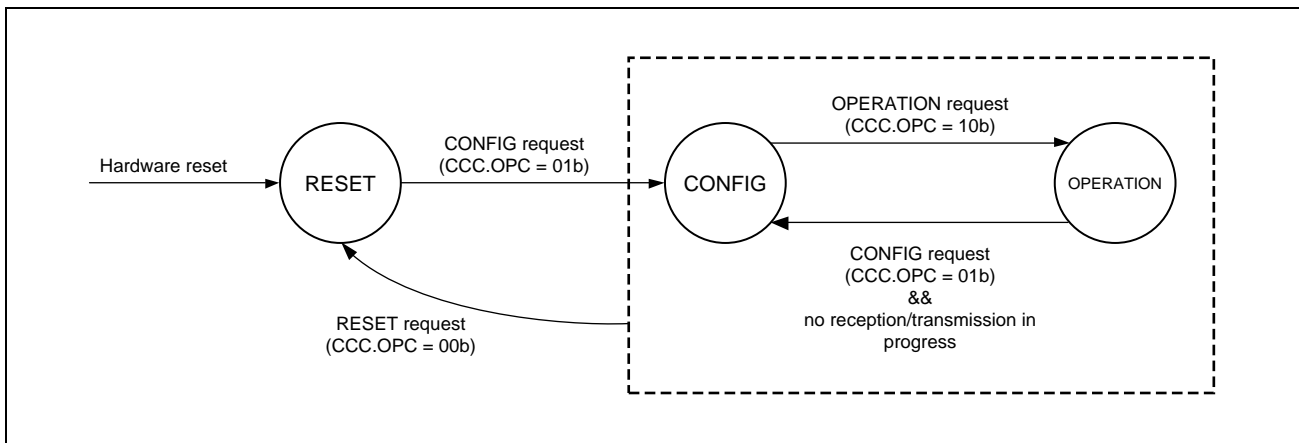 Hardware reset
RESET
CONFIG request
(CCC.OPC = 01b)
CONFIG
OPERATION request
(CCC.OPC = 10b)
OPERATION
CONFIG request
(CCC.OPC = 01b)
&&
no reception/transmission in
progress
RESET request
(CCC.OPC = 00b)